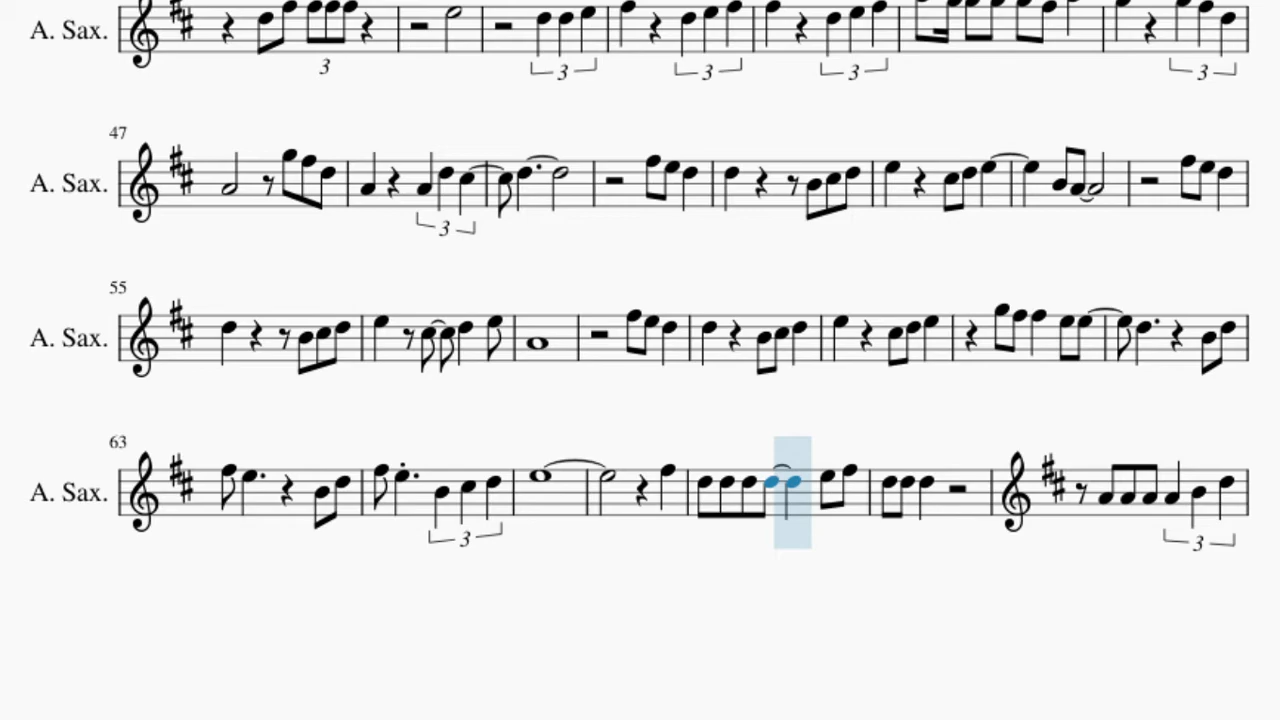 A. Sax.
3 3 3 3 3
47
A. Sax.
3
55
A. Sax.
63
A. Sax.
3 3